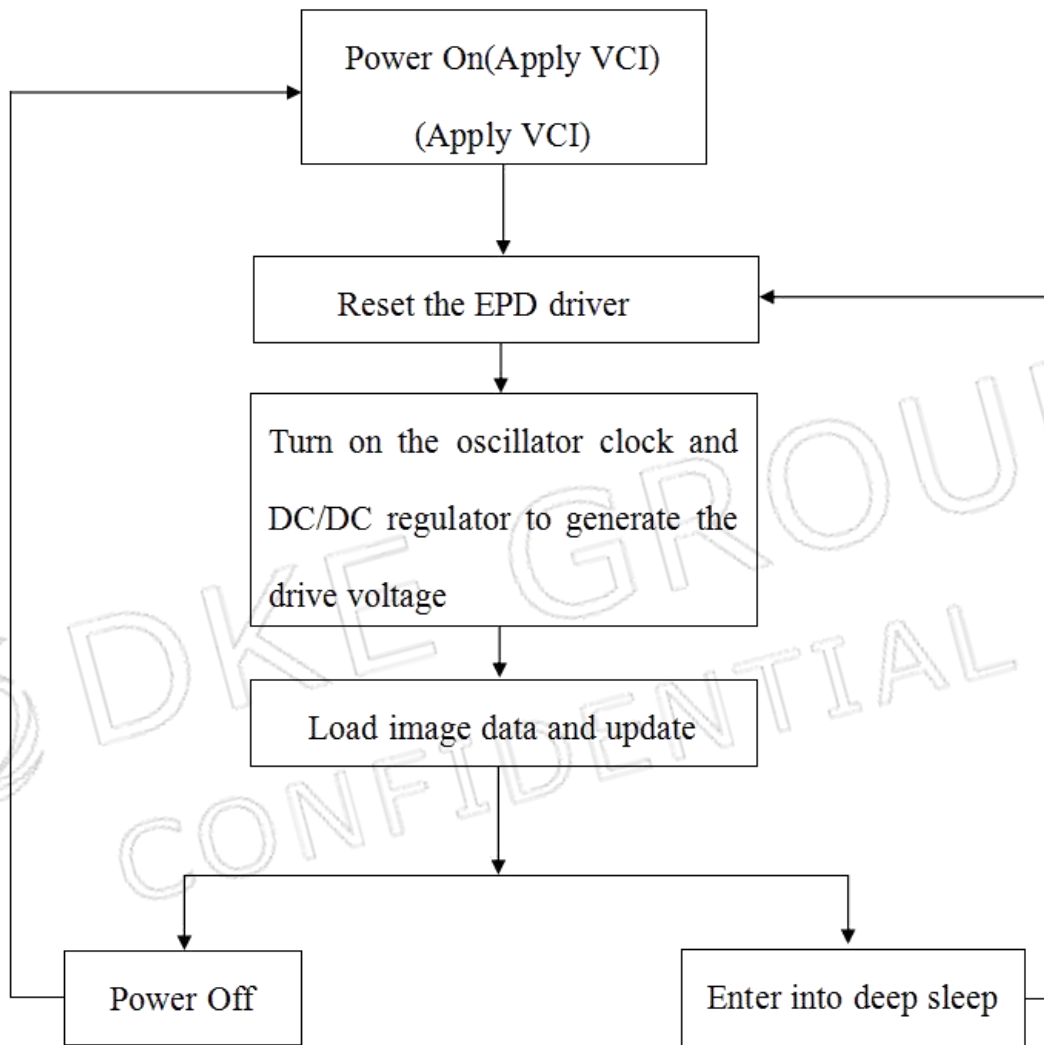 Power On(Apply VCI)
(Apply VCI)
Reset the EPD driver
Turn on the oscillator clock and
DC/DC regulator to generate the
drive voltage
Load image data and update
Power Off
Enter into deep sleep
DKE GROUP
CONFIDENTIAL